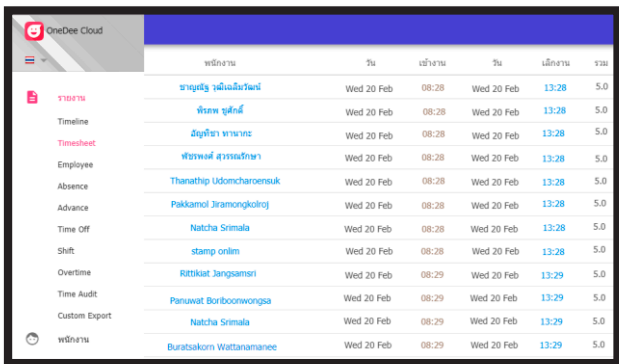 OneDee Cloud
พนักงาน วัน เข้างาน วัน เลิกงาน รวม
รายงาน
Timeline
Timesheet
Employee
Absence
Advance
Time Off
Shift
Overtime
Time Audit
Custom Export
พนักงาน
ชาญณัฐ วุฒิเฉลิมวัฒน์ Wed 20 Feb 08:28 Wed 20 Feb 13:28 5.0
พิรภพ ชูศักดิ์ Wed 20 Feb 08:28 Wed 20 Feb 13:28 5.0
อัญทิชา ทานากะ Wed 20 Feb 08:28 Wed 20 Feb 13:28 5.0
พัชรพงศ์ สุวรรณรักษา Wed 20 Feb 08:28 Wed 20 Feb 13:28 5.0
Thanathip Udomcharoensuk Wed 20 Feb 08:28 Wed 20 Feb 13:28 5.0
Pakkamol Jiramongkolroj Wed 20 Feb 08:28 Wed 20 Feb 13:28 5.0
Natcha Srimala Wed 20 Feb 08:28 Wed 20 Feb 13:28 5.0
stamp onlim Wed 20 Feb 08:28 Wed 20 Feb 13:28 5.0
Rittikiat Jangsamsri Wed 20 Feb 08:29 Wed 20 Feb 13:29 5.0
Panuwat Boriboonwongsa Wed 20 Feb 08:29 Wed 20 Feb 13:29 5.0
Natcha Srimala Wed 20 Feb 08:29 Wed 20 Feb 13:29 5.0
Buratsakorn Wattanamanee Wed 20 Feb 08:29 Wed 20 Feb 13:29 5.0